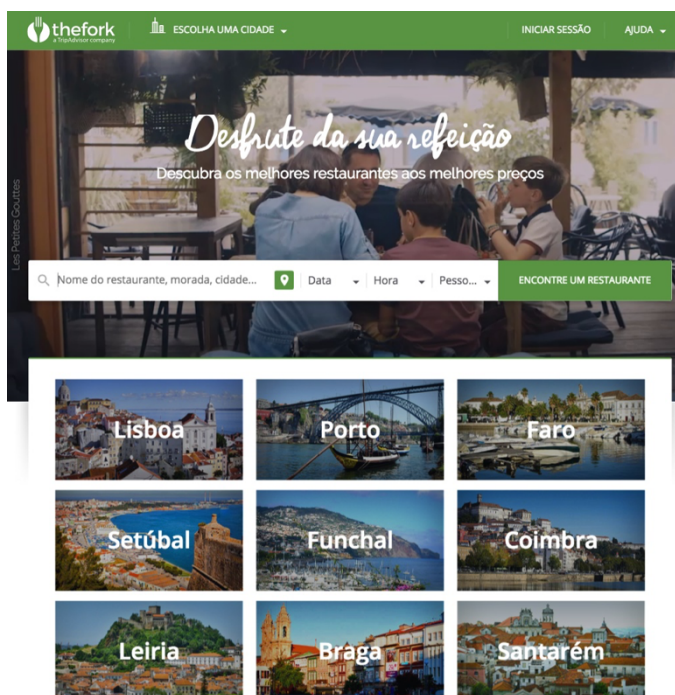 thefork
a TripAdvisor company
ESCOLHA UMA CIDADE
INICIAR SESSÃO
AJUDA
Desfrute da sua refeição
Descubra os melhores restaurantes aos melhores preços
Les Petites Gouttes
Nome do restaurante, morada, cidade...
Data
Hora
Pesso...
ENCONTRE UM RESTAURANTE
Lisboa
Porto
Faro
Setúbal
Funchal
Coimbra
Leiria
Braga
Santarém